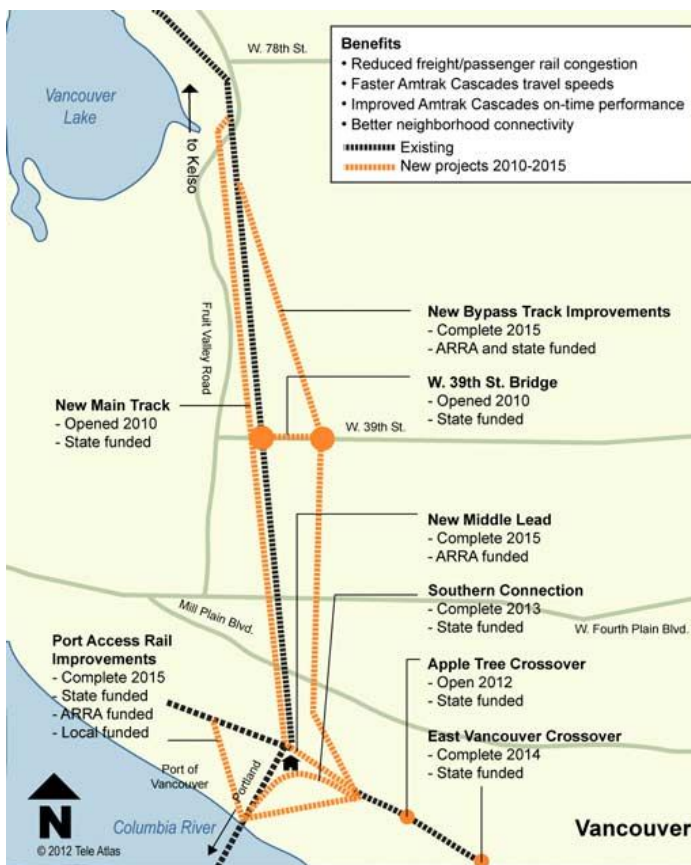 W. 78th St.
Benefits
• Reduced freight/passenger rail congestion
• Faster Amtrak Cascades travel speeds
• Improved Amtrak Cascades on-time performance
• Better neighborhood connectivity
Existing
New projects 2010-2015
Vancouver
Lake
to Kelso
Fruit Valley Road
New Bypass Track Improvements
- Complete 2015
- ARRA and state funded
W. 39th St. Bridge
- Opened 2010
- State funded
New Main Track
- Opened 2010
- State funded
W. 39th St.
New Middle Lead
- Complete 2015
- ARRA funded
Southern Connection
- Complete 2013
- State funded
Mill Plain Blvd.
W. Fourth Plain Blvd.
Port Access Rail
Improvements
- Complete 2015
- State funded
- ARRA funded
- Local funded
Apple Tree Crossover
- Open 2012
- State funded
East Vancouver Crossover
- Complete 2014
- State funded
Port of
Vancouver
Portland
Columbia River
Vancouver
N
© 2012 Tele Atlas